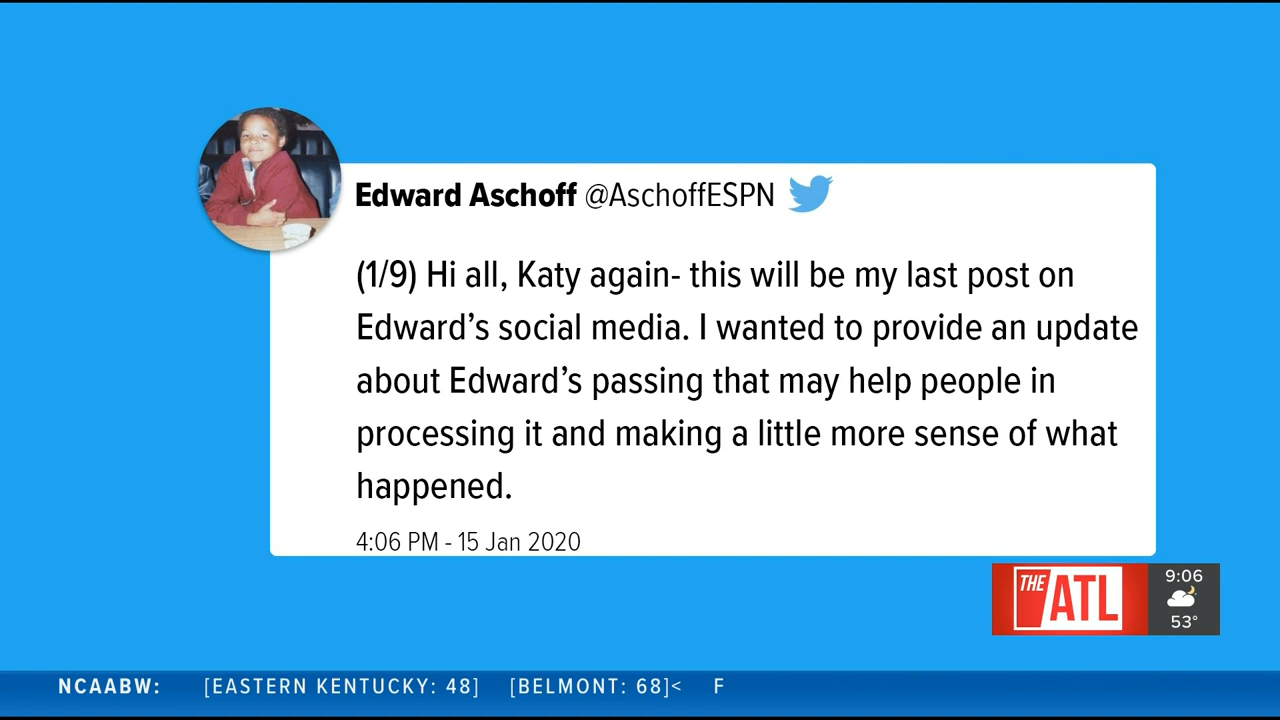 Edward Aschoff @AschoffESPN
(1/9) Hi all, Katy again- this will be my last post on
Edward’s social media. I wanted to provide an update
about Edward’s passing that may help people in
processing it and making a little more sense of what
happened.
4:06 PM - 15 Jan 2020
THE ATL
9:06
53°
NCAABW: [EASTERN KENTUCKY: 48] [BELMONT: 68]< F